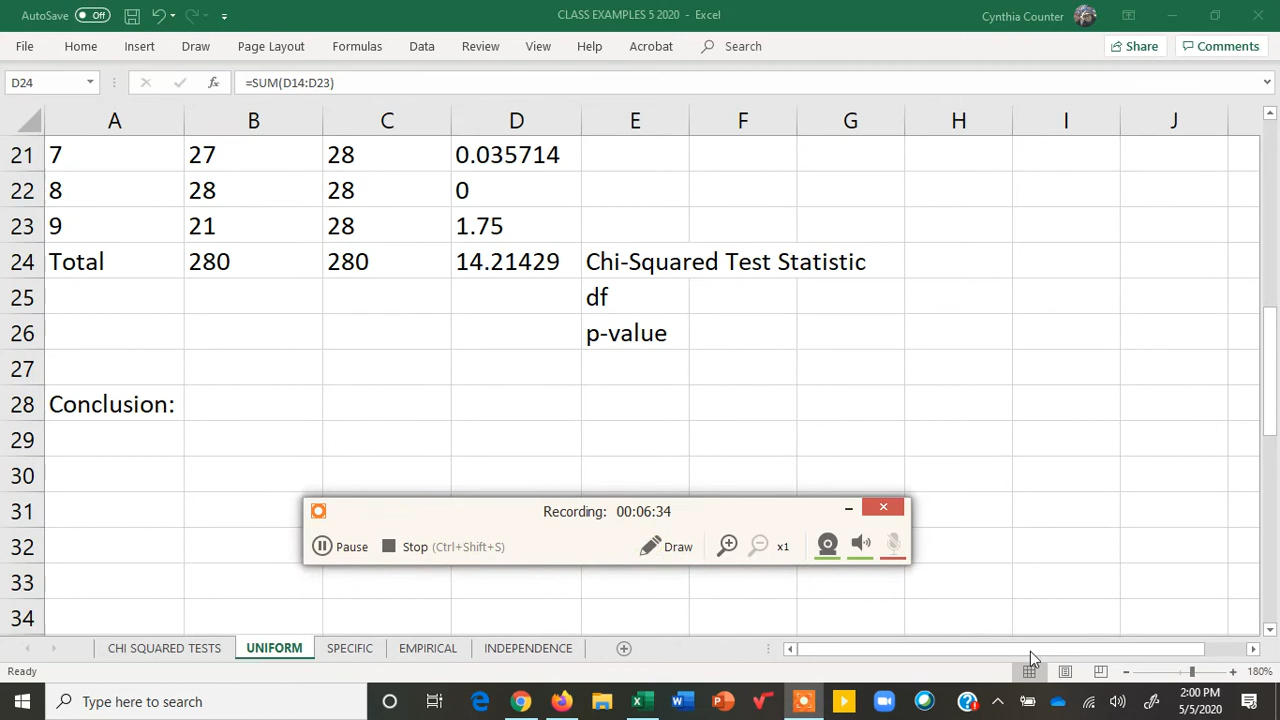 AutoSave Off
CLASS EXAMPLES 5 2020 - Excel
Cynthia Counter
File Home Insert Draw Page Layout Formulas Data Review View Help Acrobat Search Share Comments
D24 fx =SUM(D14:D23)
A B C D E F G H I J
21 7 27 28 0.035714
22 8 28 28 0
23 9 21 28 1.75
24 Total 280 280 14.21429 Chi-Squared Test Statistic
25 df
26 p-value
27
28 Conclusion:
29
30
31
32
33
34
Recording: 00:06:34
Pause Stop (Ctrl+Shift+S) Draw x1
CHI SQUARED TESTS UNIFORM SPECIFIC EMPIRICAL INDEPENDENCE
Ready 180%
Type here to search
2:00 PM
5/5/2020